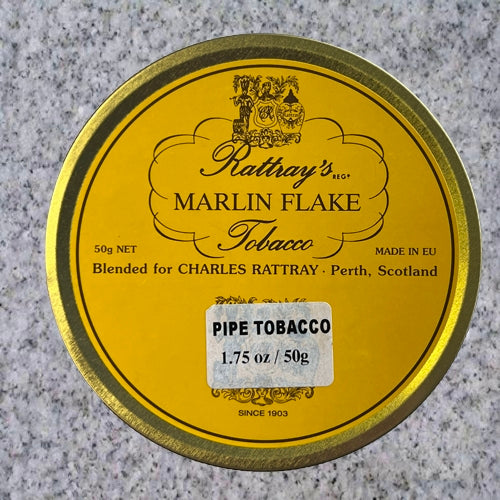 Rattray's REG®
MARLIN FLAKE
Tobacco
50g NET
MADE IN EU
Blended for CHARLES RATTRAY · Perth, Scotland
PIPE TOBACCO
1.75 oz / 50g
SINCE 1903